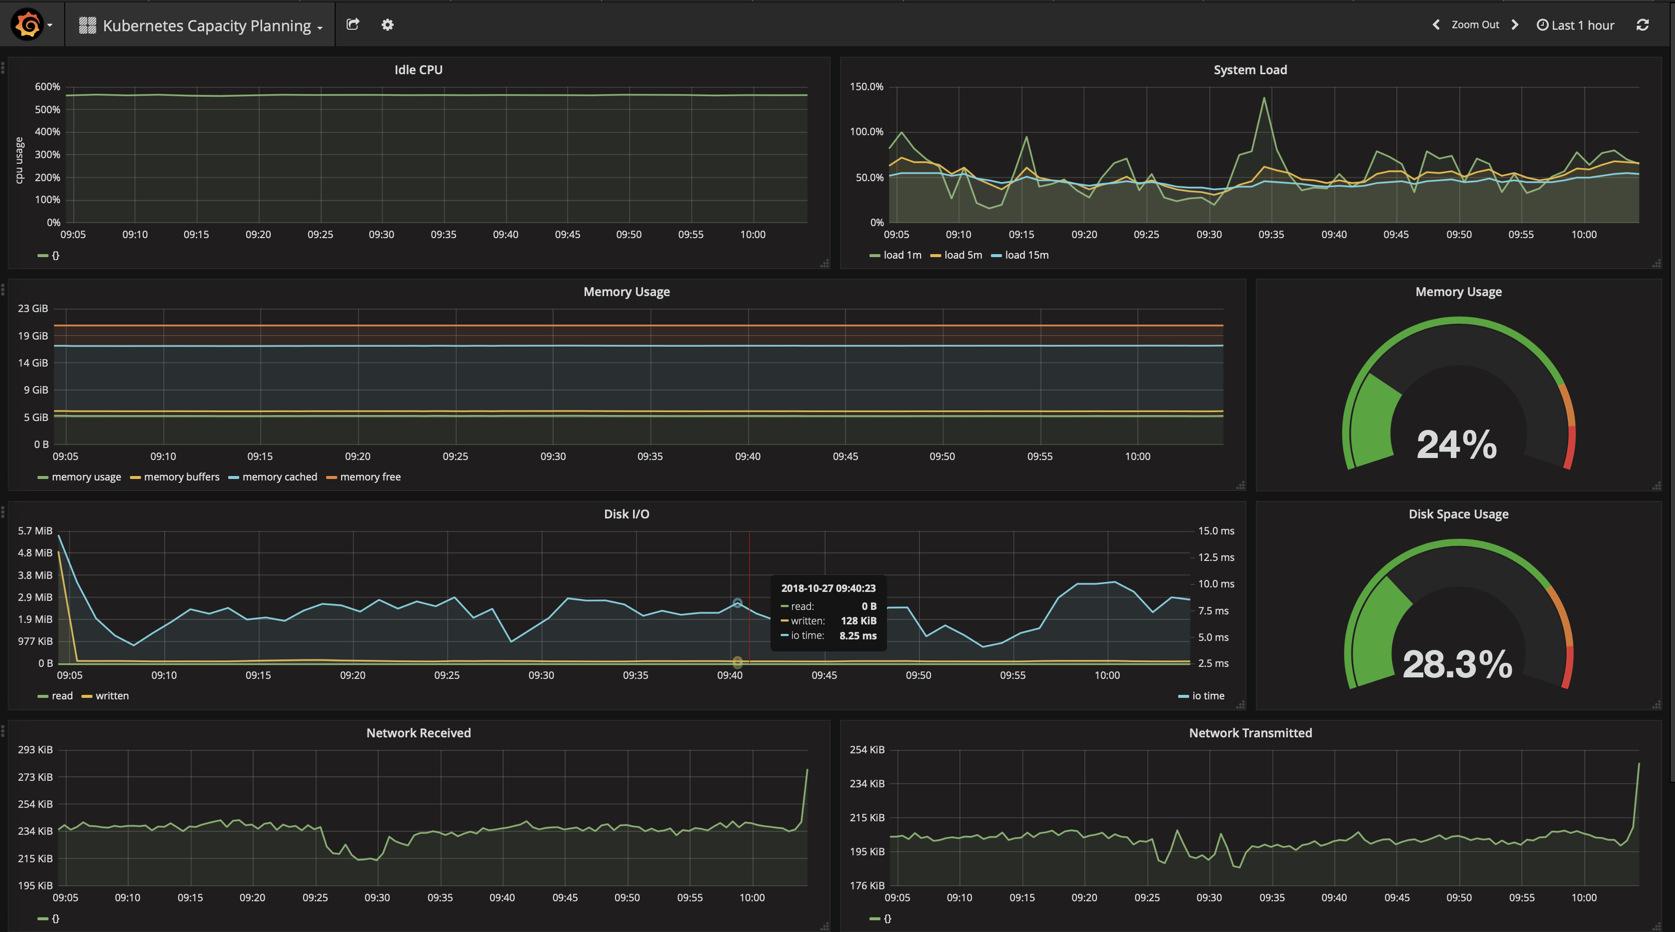 Kubernetes Capacity Planning
Zoom Out
Last 1 hour
Idle CPU
cpu usage
600%
500%
400%
300%
200%
100%
0%
09:05 09:10 09:15 09:20 09:25 09:30 09:35 09:40 09:45 09:50 09:55 10:00
{}
System Load
150.0%
100.0%
50.0%
0%
09:05 09:10 09:15 09:20 09:25 09:30 09:35 09:40 09:45 09:50 09:55 10:00
load 1m load 5m load 15m
Memory Usage
23 GiB
19 GiB
14 GiB
9 GiB
5 GiB
0 B
09:05 09:10 09:15 09:20 09:25 09:30 09:35 09:40 09:45 09:50 09:55 10:00
memory usage memory buffers memory cached memory free
Memory Usage
24%
Disk I/O
5.7 MiB
4.8 MiB
3.8 MiB
2.9 MiB
1.9 MiB
977 KiB
0 B
15.0 ms
12.5 ms
10.0 ms
7.5 ms
5.0 ms
2.5 ms
2018-10-27 09:40:23
read: 0 B
written: 128 KiB
io time: 8.25 ms
09:05 09:10 09:15 09:20 09:25 09:30 09:35 09:40 09:45 09:50 09:55 10:00
read written
io time
Disk Space Usage
28.3%
Network Received
293 KiB
273 KiB
254 KiB
234 KiB
215 KiB
195 KiB
09:05 09:10 09:15 09:20 09:25 09:30 09:35 09:40 09:45 09:50 09:55 10:00
{}
Network Transmitted
254 KiB
234 KiB
215 KiB
195 KiB
176 KiB
09:05 09:10 09:15 09:20 09:25 09:30 09:35 09:40 09:45 09:50 09:55 10:00
{}